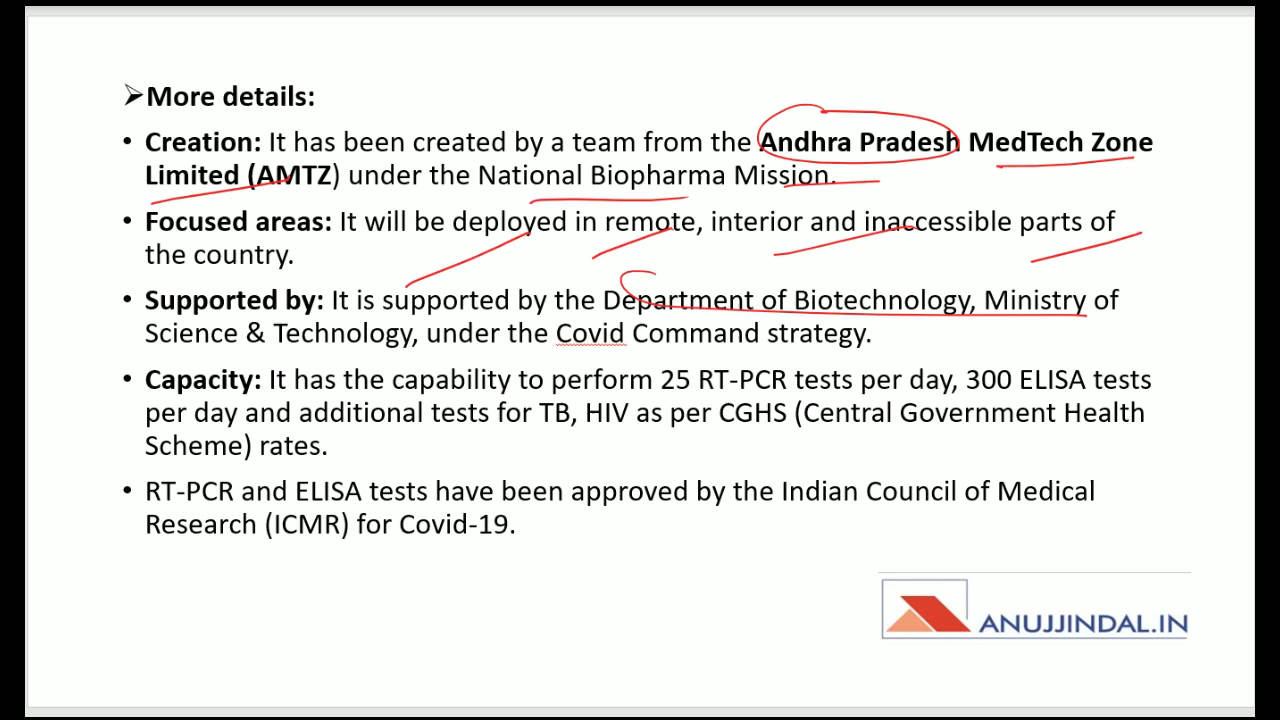 ➢More details:
• Creation: It has been created by a team from the Andhra Pradesh MedTech Zone
Limited (AMTZ) under the National Biopharma Mission.
• Focused areas: It will be deployed in remote, interior and inaccessible parts of
the country.
• Supported by: It is supported by the Department of Biotechnology, Ministry of
Science & Technology, under the Covid Command strategy.
• Capacity: It has the capability to perform 25 RT-PCR tests per day, 300 ELISA tests
per day and additional tests for TB, HIV as per CGHS (Central Government Health
Scheme) rates.
• RT-PCR and ELISA tests have been approved by the Indian Council of Medical
Research (ICMR) for Covid-19.
ANUJJINDAL.IN